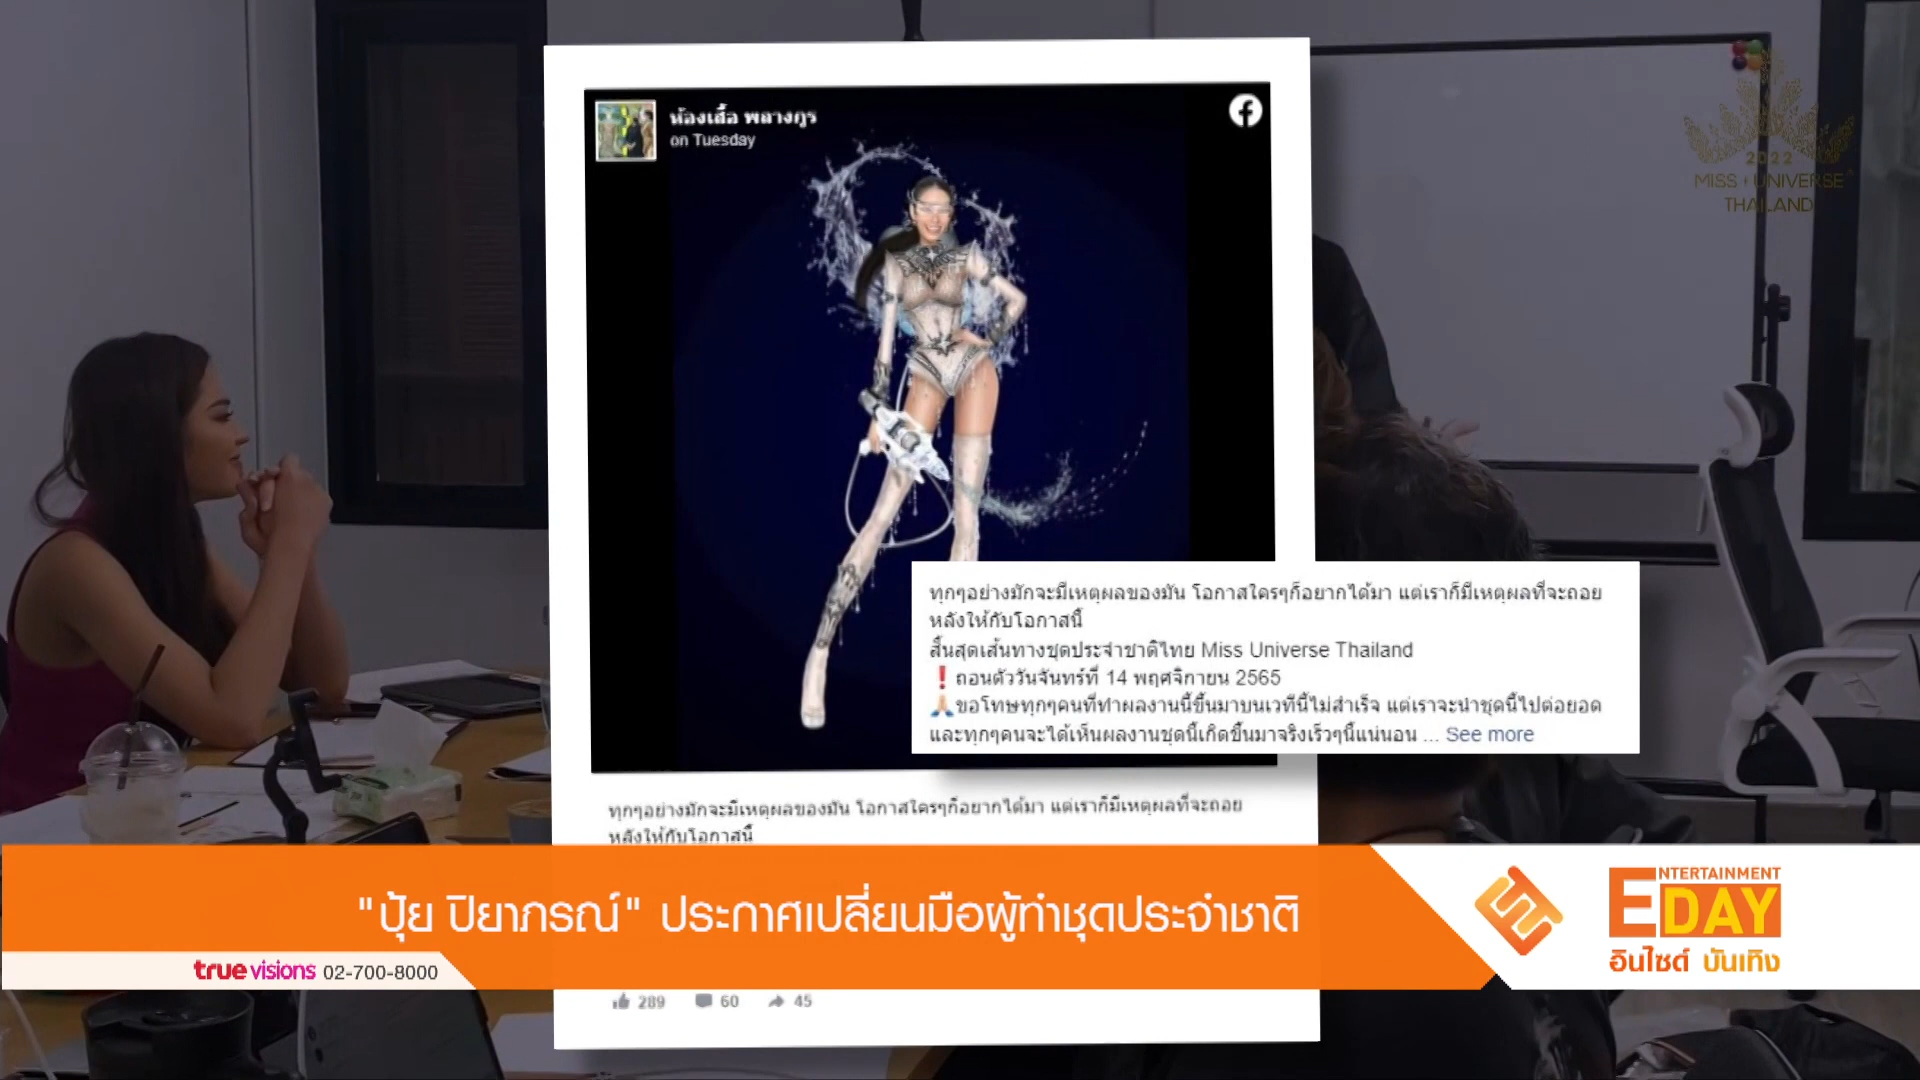 ห้องเสื้อ พลางกูร
on Tuesday
2022
MISS UNIVERSE
THAILAND
ทุกๆอย่างมักจะมีเหตุผลของมัน โอกาสใครๆก็อยากได้มา แต่เราก็มีเหตุผลที่จะถอย
หลังให้กับโอกาสนี้
สิ้นสุดเส้นทางชุดประจำชาติไทย Miss Universe Thailand
❗ถอนตัววันจันทร์ที่ 14 พฤศจิกายน 2565
🙏🏻ขอโทษทุกๆคนที่ทำผลงานนี้ขึ้นมาบนเวทีนี้ไม่สำเร็จ แต่เราจะนำชุดนี้ไปต่อยอด
และทุกๆคนจะได้เห็นผลงานชุดนี้เกิดขึ้นมาจริงเร็วๆนี้แน่นอน ... See more
ทุกๆอย่างมักจะมีเหตุผลของมัน โอกาสใครๆก็อยากได้มา แต่เราก็มีเหตุผลที่จะถอย
หลังให้กับโอกาสนี้
"ปุ้ย ปิยาภรณ์" ประกาศเปลี่ยนมือผู้ทำชุดประจำชาติ
ENTERTAINMENT
DAY
อินไซด์ บันเทิง
truevisions 02-700-8000
289 60 45